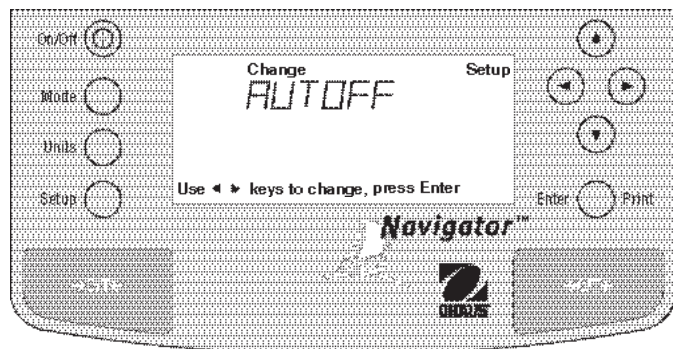 On/Off
Mode
Units
Setup
Change Setup
AUTOFF
Use ◄ ► keys to change, press Enter
Enter Print
Navigator™
OHAUS